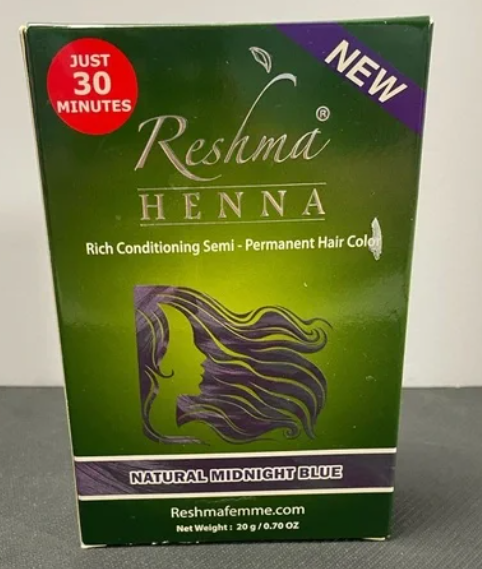 JUST
30
MINUTES
NEW
Reshma®
HENNA
Rich Conditioning Semi - Permanent Hair Color
NATURAL MIDNIGHT BLUE
Reshmafemme.com
Net Weight : 20 g / 0.70 OZ